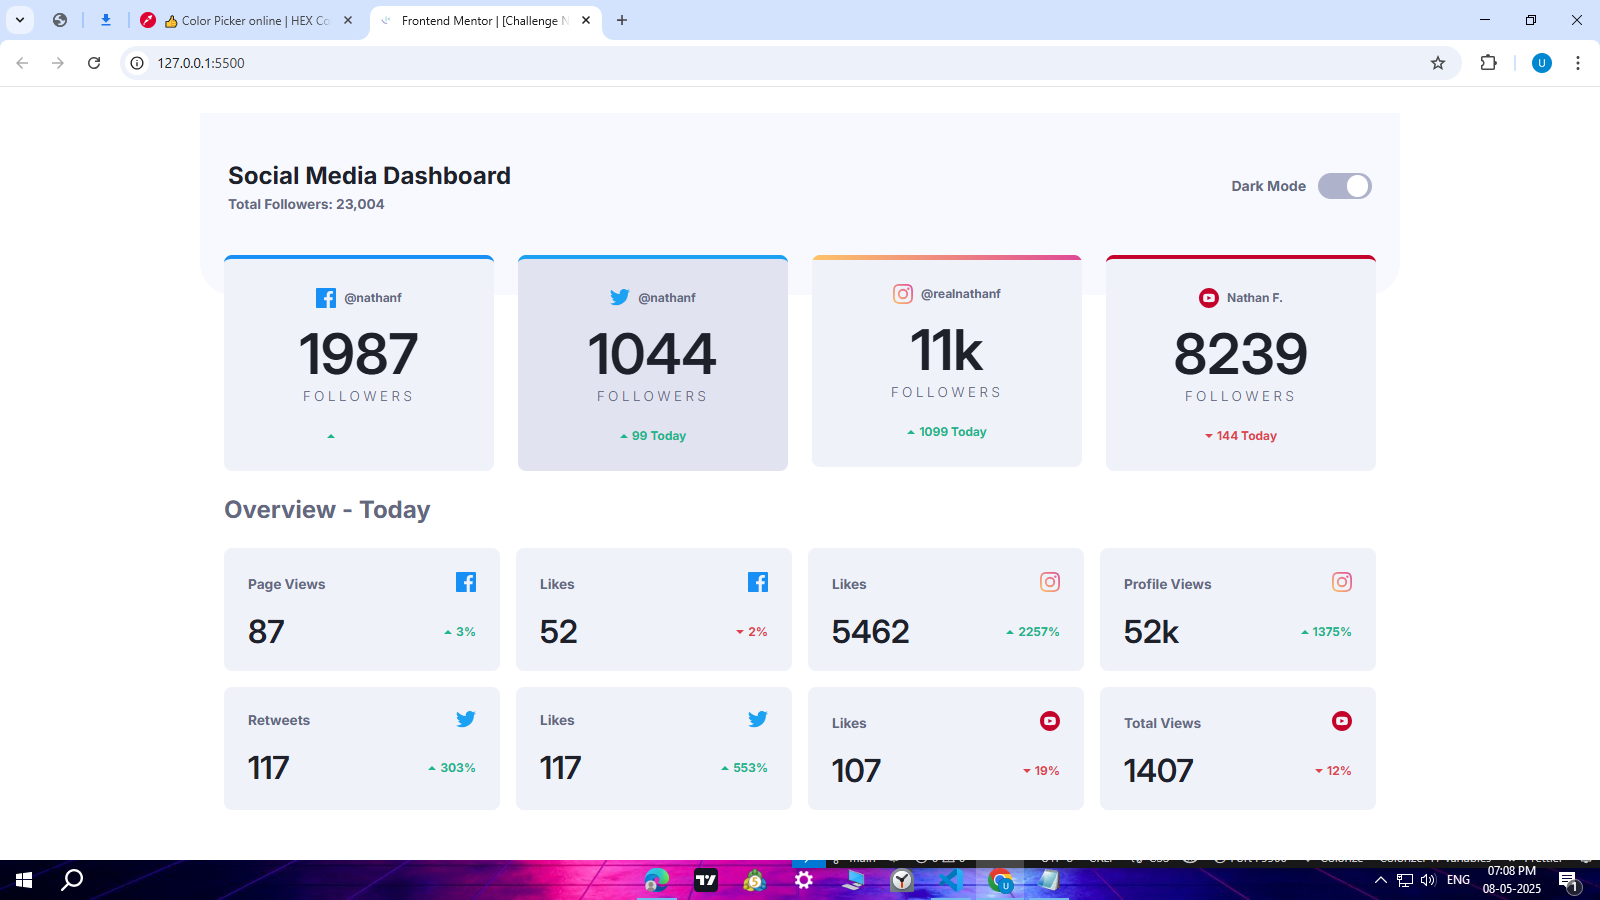 👍 Color Picker online | HEX Co
Frontend Mentor | [Challenge N
127.0.0.1:5500
U
Social Media Dashboard
Total Followers: 23,004
Dark Mode
@nathanf
1987
FOLLOWERS
@nathanf
1044
FOLLOWERS
99 Today
@realnathanf
11k
FOLLOWERS
1099 Today
Nathan F.
8239
FOLLOWERS
144 Today
Overview - Today
Page Views
87
3%
Likes
52
2%
Likes
5462
2257%
Profile Views
52k
1375%
Retweets
117
303%
Likes
117
553%
Likes
107
19%
Total Views
1407
12%
ENG
07:08 PM
08-05-2025
1